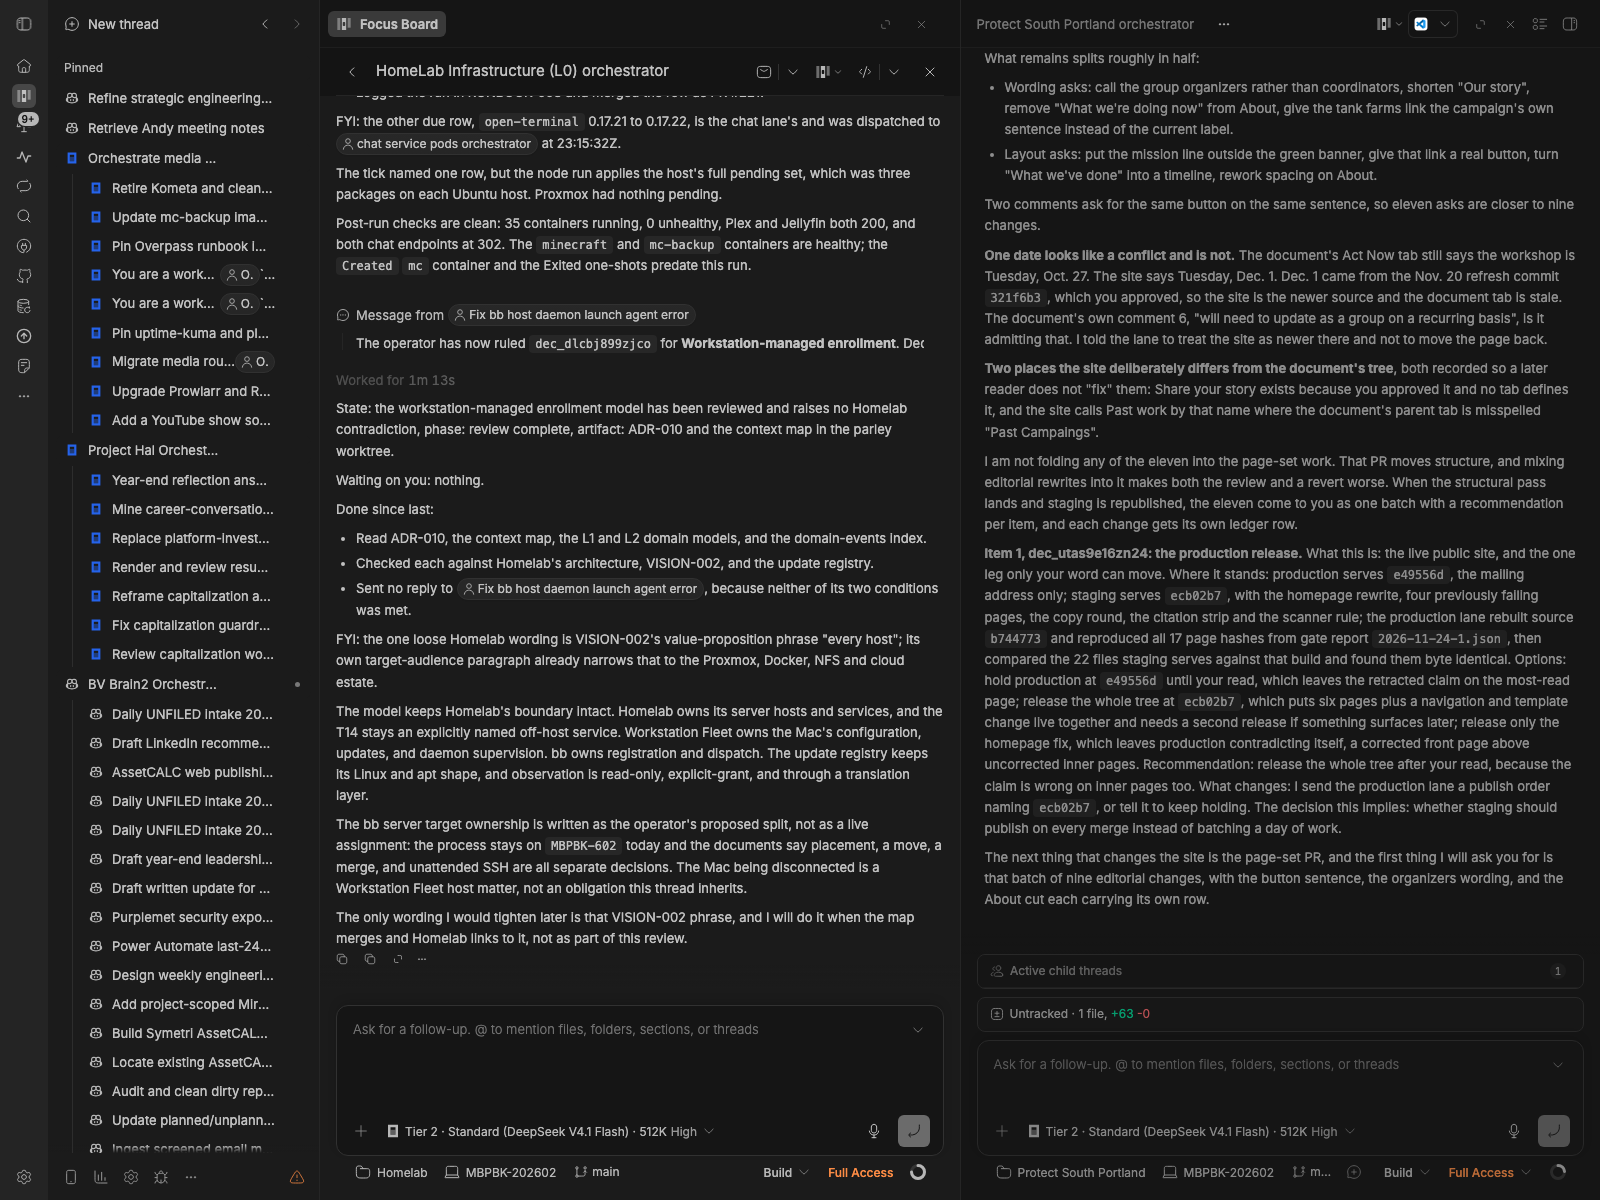 New thread
Pinned
Refine strategic engineering...
Retrieve Andy meeting notes
Orchestrate media ...
Retire Kometa and clean...
Update mc-backup ima...
Pin Overpass runbook i...
You are a work... O. `...
You are a work... O. `...
Pin uptime-kuma and pl...
Migrate media rou... O.
Upgrade Prowlarr and R...
Add a YouTube show so...
Project Hal Orchest...
Year-end reflection ans...
Mine career-conversatio...
Replace platform-invest...
Render and review resu...
Reframe capitalization a...
Fix capitalization guardr...
Review capitalization wo...
BV Brain2 Orchestr...
Daily UNFILED intake 20...
Draft LinkedIn recomme...
AssetCALC web publishi...
Daily UNFILED intake 20...
Daily UNFILED intake 20...
Draft year-end leadershi...
Draft written update for ...
Purplemet security expo...
Power Automate last-24...
Design weekly engineeri...
Add project-scoped Mir...
Build Symetri AssetCAL...
Locate existing AssetCA...
Audit and clean dirty rep...
Update planned/unplann...
Ingest screened email m...
9+
Focus Board
HomeLab Infrastructure (L0) orchestrator
FYI: the other due row, open-terminal 0.17.21 to 0.17.22, is the chat lane's and was dispatched to
chat service pods orchestrator at 23:15:32Z.
The tick named one row, but the node run applies the host's full pending set, which was three
packages on each Ubuntu host. Proxmox had nothing pending.
Post-run checks are clean: 35 containers running, 0 unhealthy, Plex and Jellyfin both 200, and
both chat endpoints at 302. The minecraft and mc-backup containers are healthy; the
Created mc container and the Exited one-shots predate this run.
Message from Fix bb host daemon launch agent error
The operator has now ruled dec_dlcbj899zjco for Workstation-managed enrollment. Dec
Worked for 1m 13s
State: the workstation-managed enrollment model has been reviewed and raises no Homelab
contradiction, phase: review complete, artifact: ADR-010 and the context map in the parley
worktree.
Waiting on you: nothing.
Done since last:
• Read ADR-010, the context map, the L1 and L2 domain models, and the domain-events index.
• Checked each against Homelab's architecture, VISION-002, and the update registry.
• Sent no reply to Fix bb host daemon launch agent error , because neither of its two conditions
was met.
FYI: the one loose Homelab wording is VISION-002's value-proposition phrase "every host"; its
own target-audience paragraph already narrows that to the Proxmox, Docker, NFS and cloud
estate.
The model keeps Homelab's boundary intact. Homelab owns its server hosts and services, and the
T14 stays an explicitly named off-host service. Workstation Fleet owns the Mac's configuration,
updates, and daemon supervision. bb owns registration and dispatch. The update registry keeps
its Linux and apt shape, and observation is read-only, explicit-grant, and through a translation
layer.
The bb server target ownership is written as the operator's proposed split, not as a live
assignment: the process stays on MBPBK-602 today and the documents say placement, a move, a
merge, and unattended SSH are all separate decisions. The Mac being disconnected is a
Workstation Fleet host matter, not an obligation this thread inherits.
The only wording I would tighten later is that VISION-002 phrase, and I will do it when the map
merges and Homelab links to it, not as part of this review.
Ask for a follow-up. @ to mention files, folders, sections, or threads
Tier 2 · Standard (DeepSeek V4.1 Flash) · 512K High
Homelab MBPBK-202602 main Build Full Access
Protect South Portland orchestrator
What remains splits roughly in half:
• Wording asks: call the group organizers rather than coordinators, shorten "Our story",
remove "What we're doing now" from About, give the tank farms link the campaign's own
sentence instead of the current label.
• Layout asks: put the mission line outside the green banner, give that link a real button, turn
"What we've done" into a timeline, rework spacing on About.
Two comments ask for the same button on the same sentence, so eleven asks are closer to nine
changes.
One date looks like a conflict and is not. The document's Act Now tab still says the workshop is
Tuesday, Oct. 27. The site says Tuesday, Dec. 1. Dec. 1 came from the Nov. 20 refresh commit
321f6b3 , which you approved, so the site is the newer source and the document tab is stale.
The document's own comment 6, "will need to update as a group on a recurring basis", is it
admitting that. I told the lane to treat the site as newer there and not to move the page back.
Two places the site deliberately differs from the document's tree, both recorded so a later
reader does not "fix" them: Share your story exists because you approved it and no tab defines
it, and the site calls Past work by that name where the document's parent tab is misspelled
"Past Campaings".
I am not folding any of the eleven into the page-set work. That PR moves structure, and mixing
editorial rewrites into it makes both the review and a revert worse. When the structural pass
lands and staging is republished, the eleven come to you as one batch with a recommendation
per item, and each change gets its own ledger row.
Item 1, dec_utas9e16zn24: the production release. What this is: the live public site, and the one
leg only your word can move. Where it stands: production serves e49556d , the mailing
address only; staging serves ecb02b7 , with the homepage rewrite, four previously failing
pages, the copy round, the citation strip and the scanner rule; the production lane rebuilt source
b744773 and reproduced all 17 page hashes from gate report 2026-11-24-1.json , then
compared the 22 files staging serves against that build and found them byte identical. Options:
hold production at e49556d until your read, which leaves the retracted claim on the most-read
page; release the whole tree at ecb02b7 , which puts six pages plus a navigation and template
change live together and needs a second release if something surfaces later; release only the
homepage fix, which leaves production contradicting itself, a corrected front page above
uncorrected inner pages. Recommendation: release the whole tree after your read, because the
claim is wrong on inner pages too. What changes: I send the production lane a publish order
naming ecb02b7 , or tell it to keep holding. The decision this implies: whether staging should
publish on every merge instead of batching a day of work.
The next thing that changes the site is the page-set PR, and the first thing I will ask you for is
that batch of nine editorial changes, with the button sentence, the organizers wording, and the
About cut each carrying its own row.
Active child threads 1
Untracked · 1 file, +63 -0
Ask for a follow-up. @ to mention files, folders, sections, or threads
Tier 2 · Standard (DeepSeek V4.1 Flash) · 512K High
Protect South Portland MBPBK-202602 m... Build Full Access